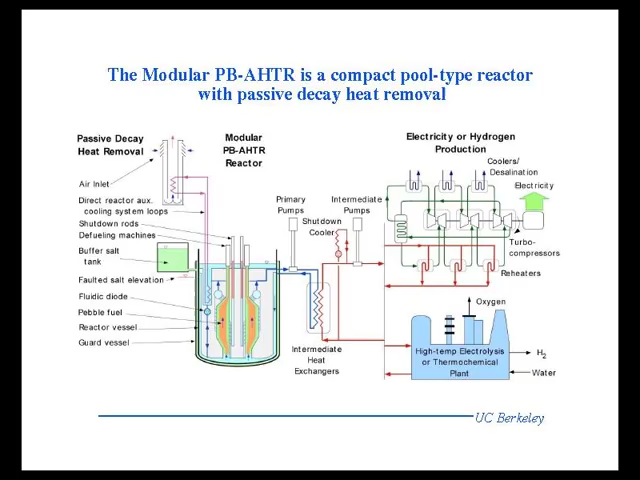 The Modular PB-AHTR is a compact pool-type reactor
with passive decay heat removal
Passive Decay
Heat Removal
Modular
PB-AHTR
Reactor
Electricity or Hydrogen
Production
Coolers/
Desalination
Electricity
Air Inlet
Direct reactor aux.
cooling system loops
Shutdown rods
Defueling machines
Buffer salt
tank
Faulted salt elevation
Fluidic diode
Pebble fuel
Reactor vessel
Guard vessel
Primary
Pumps
Intermediate
Pumps
Shutdown
Cooler
Turbo-
compressors
Reheaters
Intermediate
Heat
Exchangers
Oxygen
High-temp Electrolysis
or Thermochemical
Plant
H2
Water
UC Berkeley